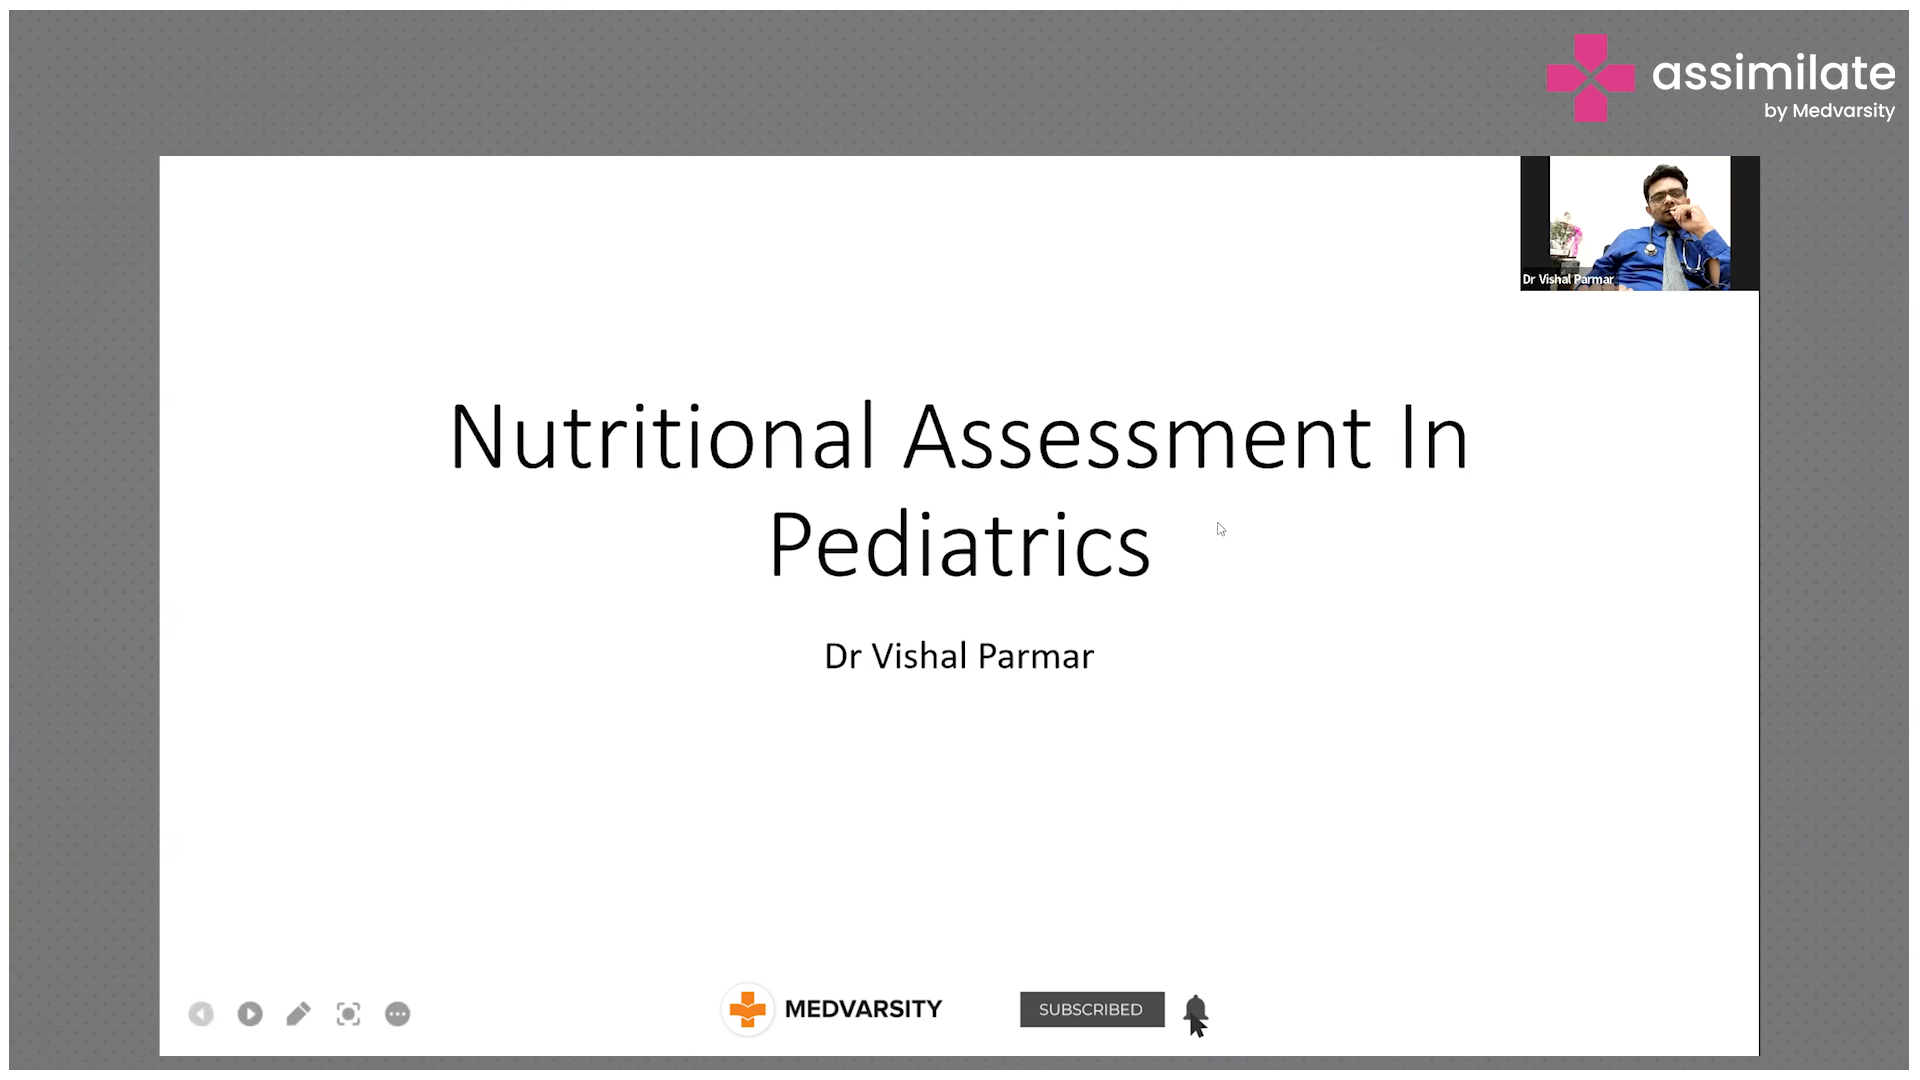 assimilate
by Medvarsity
Dr Vishal Parmar
Nutritional Assessment In
Pediatrics
Dr Vishal Parmar
MEDVARSITY
SUBSCRIBED